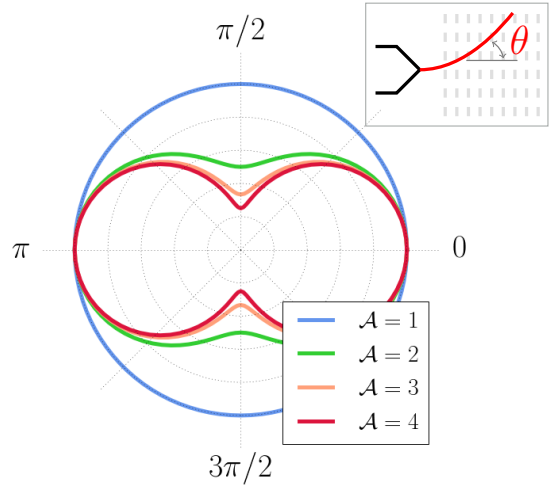 π/2
θ
π
0
𝒜 = 1
𝒜 = 2
𝒜 = 3
𝒜 = 4
3π/2